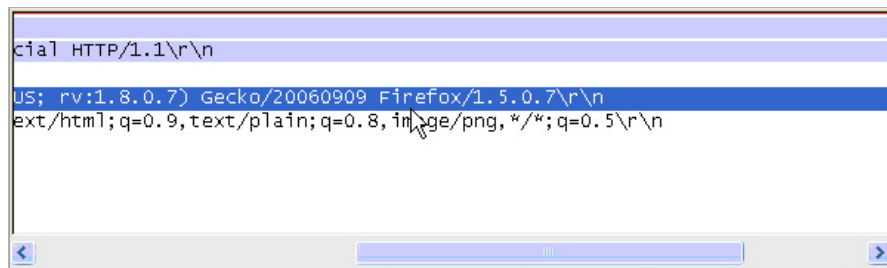 cial HTTP/1.1\r\n
US; rv:1.8.0.7) Gecko/20060909 Firefox/1.5.0.7\r\n
ext/html;q=0.9,text/plain;q=0.8,image/png,*/*;q=0.5\r\n